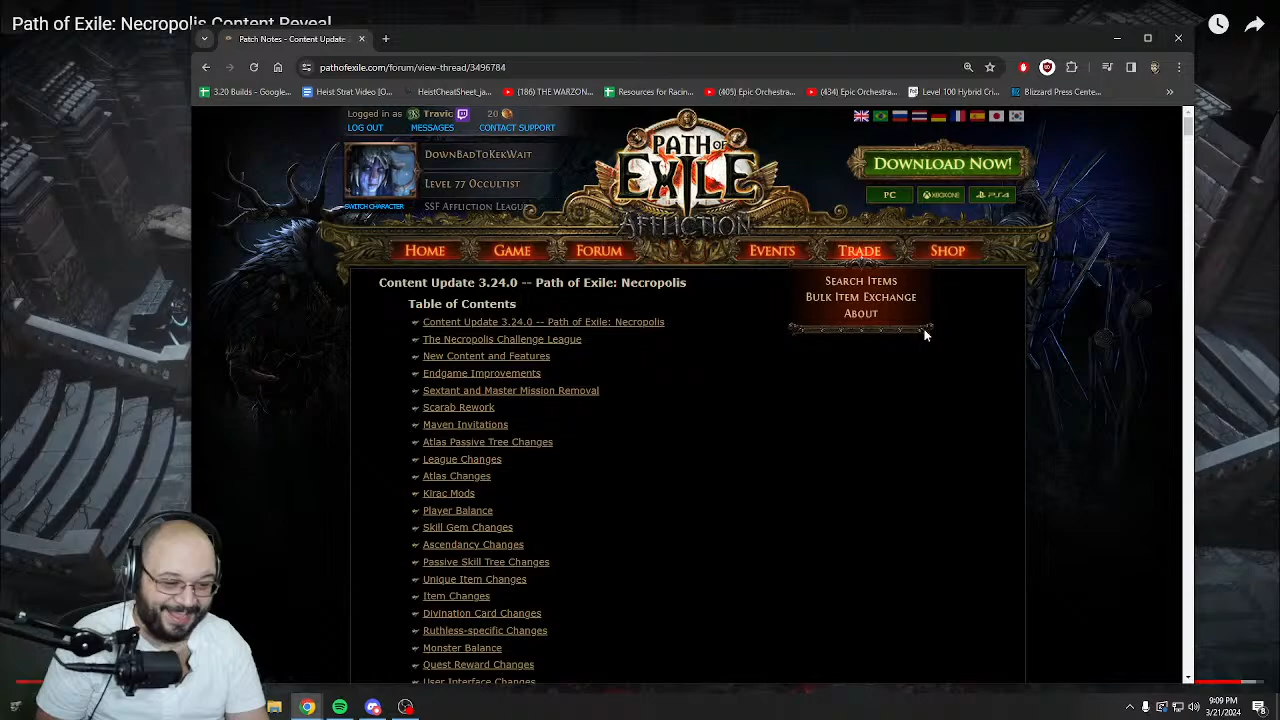 Path of Exile: Necropolis Content Reveal
Patch Notes - Content Update
pathofexile.com/forum/view-thread/3496784
3.20 Builds - Google...
Heist Strat Video [O...
HeistCheatSheet_ja...
(186) THE WARZON...
Resources for Racin...
(405) Epic Orchestra...
(434) Epic Orchestra...
Level 100 Hybrid Cri...
Blizzard Press Cente...
Logged in as Travic 20
LOG OUT MESSAGES CONTACT SUPPORT
DownBadToKekWait
Level 77 Occultist
SWITCH CHARACTER
SSF Affliction League
PATH OF EXILE
AFFLICTION
DOWNLOAD NOW!
PC XBOX ONE PS4
HOME GAME FORUM EVENTS TRADE SHOP
SEARCH ITEMS
BULK ITEM EXCHANGE
ABOUT
Content Update 3.24.0 -- Path of Exile: Necropolis
Table of Contents
Content Update 3.24.0 -- Path of Exile: Necropolis
The Necropolis Challenge League
New Content and Features
Endgame Improvements
Sextant and Master Mission Removal
Scarab Rework
Maven Invitations
Atlas Passive Tree Changes
League Changes
Atlas Changes
Kirac Mods
Player Balance
Skill Gem Changes
Ascendancy Changes
Passive Skill Tree Changes
Unique Item Changes
Item Changes
Divination Card Changes
Ruthless-specific Changes
Monster Balance
Quest Reward Changes
User Interface Changes
9:09 PM
3/21/2024